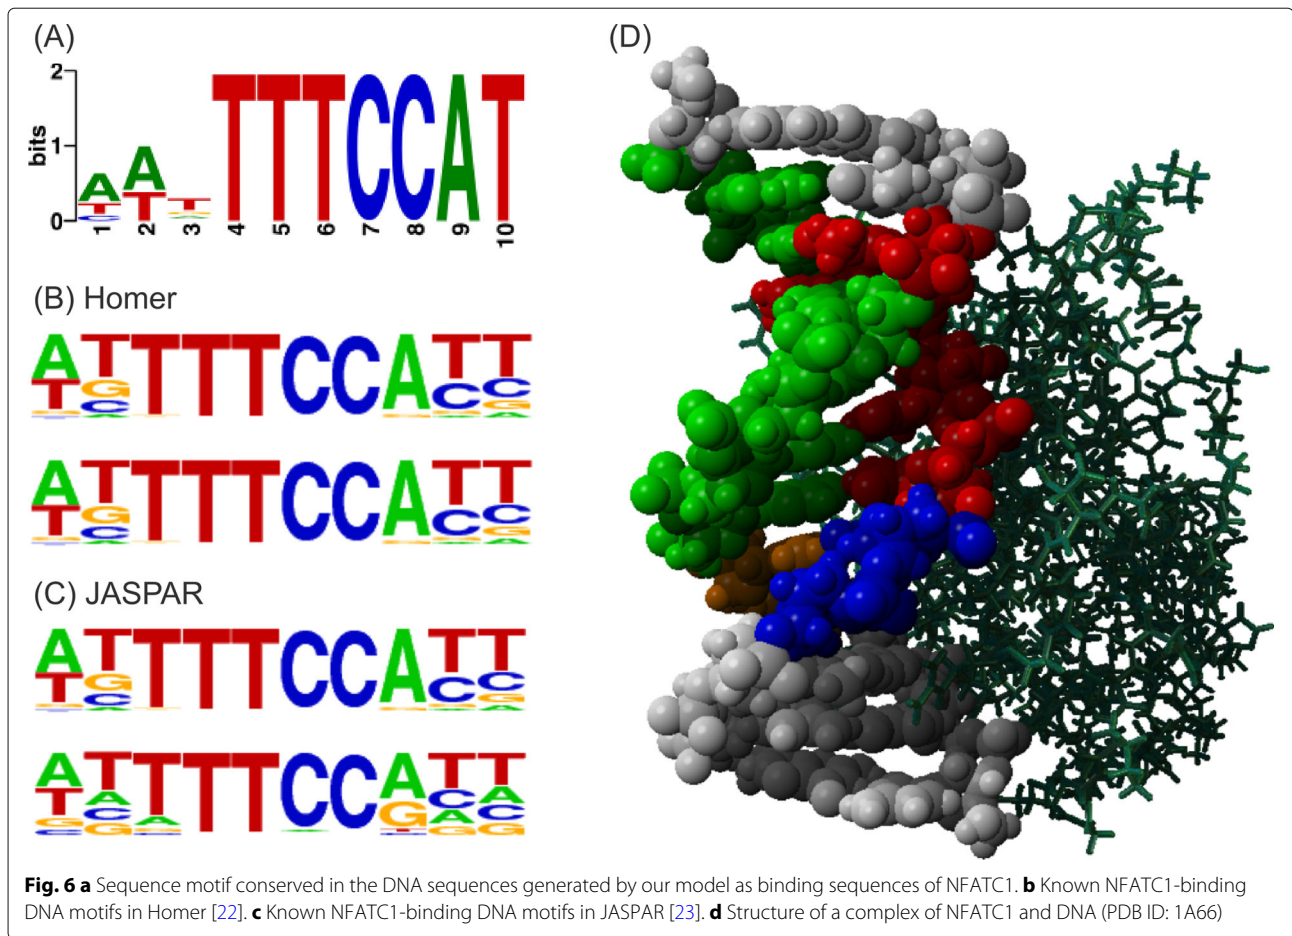 (A)
2
1
0
bits
A T C
A T
T
T T T C C A T
1 2 3 4 5 6 7 8 9 10
(B) Homer
A T T T T C C A T T
T G C C
C C G
A
A T T T T C C A T T
T G C C
C C G
A
(C) JASPAR
A T T T T C C A T T
T G C C
C G
A
A T T T T C C A T T
T A A G C A
G C A C
C G G G
(D)
Fig. 6 a Sequence motif conserved in the DNA sequences generated by our model as binding sequences of NFATC1. b Known NFATC1-binding
DNA motifs in Homer [22]. c Known NFATC1-binding DNA motifs in JASPAR [23]. d Structure of a complex of NFATC1 and DNA (PDB ID: 1A66)